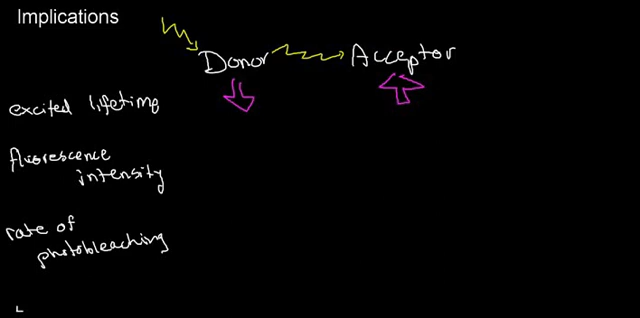 Implications
Donor Acceptor
excited lifetime
fluorescence
intensity
rate of
photobleaching